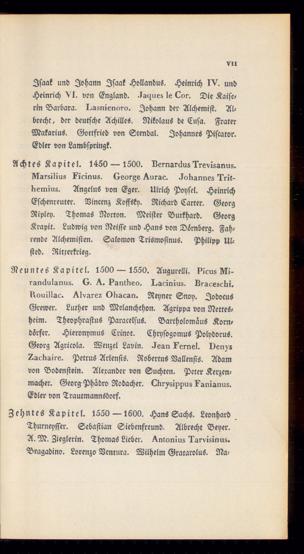 VII
Isaak und Johann Isaak Hollandus. Heinrich IV. und
Heinrich VI. von England. Jaques le Cor. Die Kaise-
rin Barbara. Lasnienoro. Johann der Alchemist. Al-
brecht, der deutsche Achilles. Nikolaus de Cusa. Frater
Makarius. Gottfried von Stendal. Johannes Piscator.
Edler von Lambspringk.
Achtes Kapitel. 1450 — 1500. Bernardus Trevisanus.
Marsilius Ficinus. George Aurac. Johannes Trit-
hemius. Angelus von Eger. Ulrich Poysel. Heinrich
Eschenreuter. Vincenz Koffsky. Richard Carter. Georg
Ripley. Thomas Morton. Meister Burkhard. Georg
Krapit. Ludwig von Neisse und Hans von Dörnberg. Fah-
rende Alchemisten. Salomon Trismosinus. Philipp Ul-
sted. Ritterkrieg.
Neuntes Kapitel. 1500 — 1550. Augurelli. Picus Mi-
randulanus. G. A. Pantheo. Lacinius. Braceschi.
Rouillac. Alvarez Ohacan. Reyner Snoy. Jodocus
Grewer. Luther und Melanchthon. Agrippa von Nettes-
heim. Theophrastus Paracelsus. Bartholomäus Korn-
dörfer. Hieronymus Crinot. Chrysogonus Polydorus.
Georg Agricola. Wenzel Lavin. Jean Fernel. Denys
Zachaire. Petrus Arlensis. Robertus Vallensis. Adam
von Bodenstein. Alexander von Suchten. Peter Kerzen-
macher. Georg Phädro Rodacher. Chrysippus Fanianus.
Edler von Trautmannsdorf.
Zehntes Kapitel. 1550 — 1600. Hans Sachs. Leonhard
Thurneysser. Sebastian Siebenfreund. Albrecht Beyer.
A. M. Zieglerin. Thomas Lieber. Antonius Tarvisinus.
Bragadino. Lorenzo Ventura. Wilhelm Gratarolus. Na-